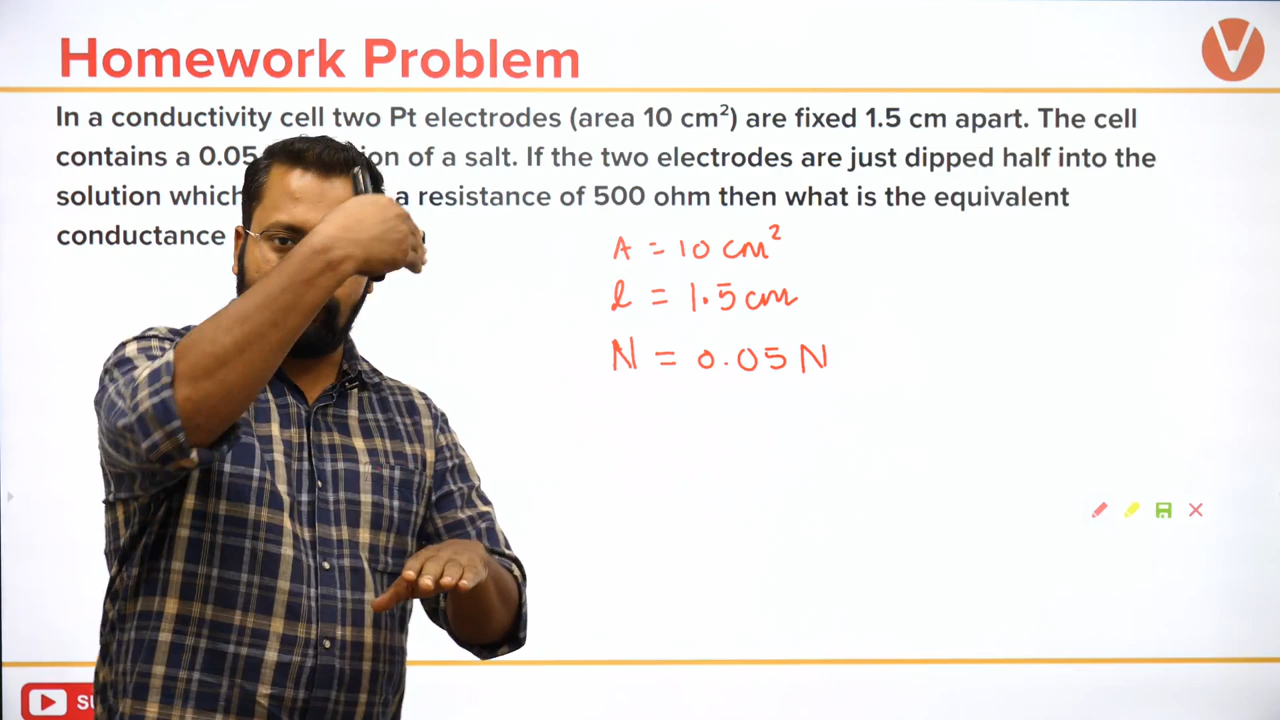 Homework Problem
In a conductivity cell two Pt electrodes (area 10 cm²) are fixed 1.5 cm apart. The cell
contains a 0.05 of a salt. If the two electrodes are just dipped half into the
solution which a resistance of 500 ohm then what is the equivalent
conductance
A = 10 cm²
l = 1.5 cm
N = 0.05 N